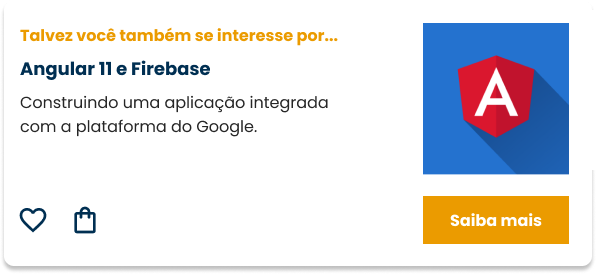 Talvez você também se interesse por...
Angular 11 e Firebase
Construindo uma aplicação integrada
com a plataforma do Google.
A
Saiba mais